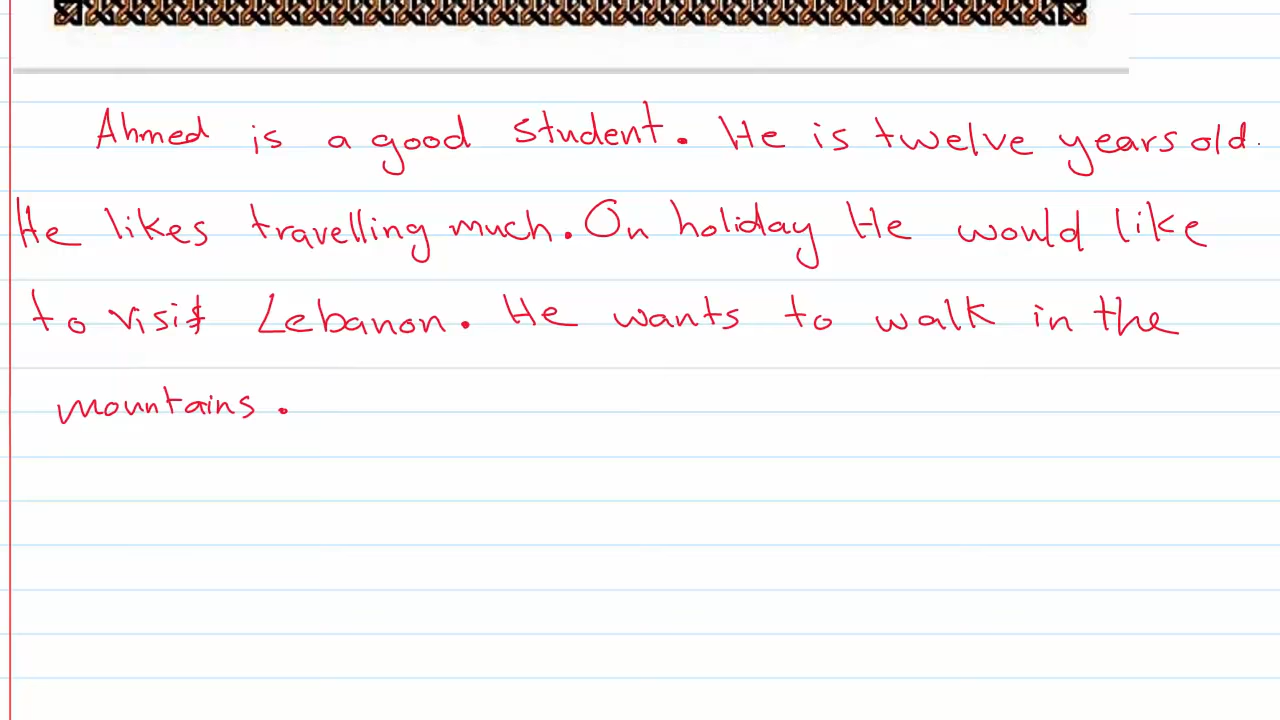 Ahmed is a good student. He is twelve years old.
He likes travelling much. On holiday He would like
to visit Lebanon. He wants to walk in the
mountains.